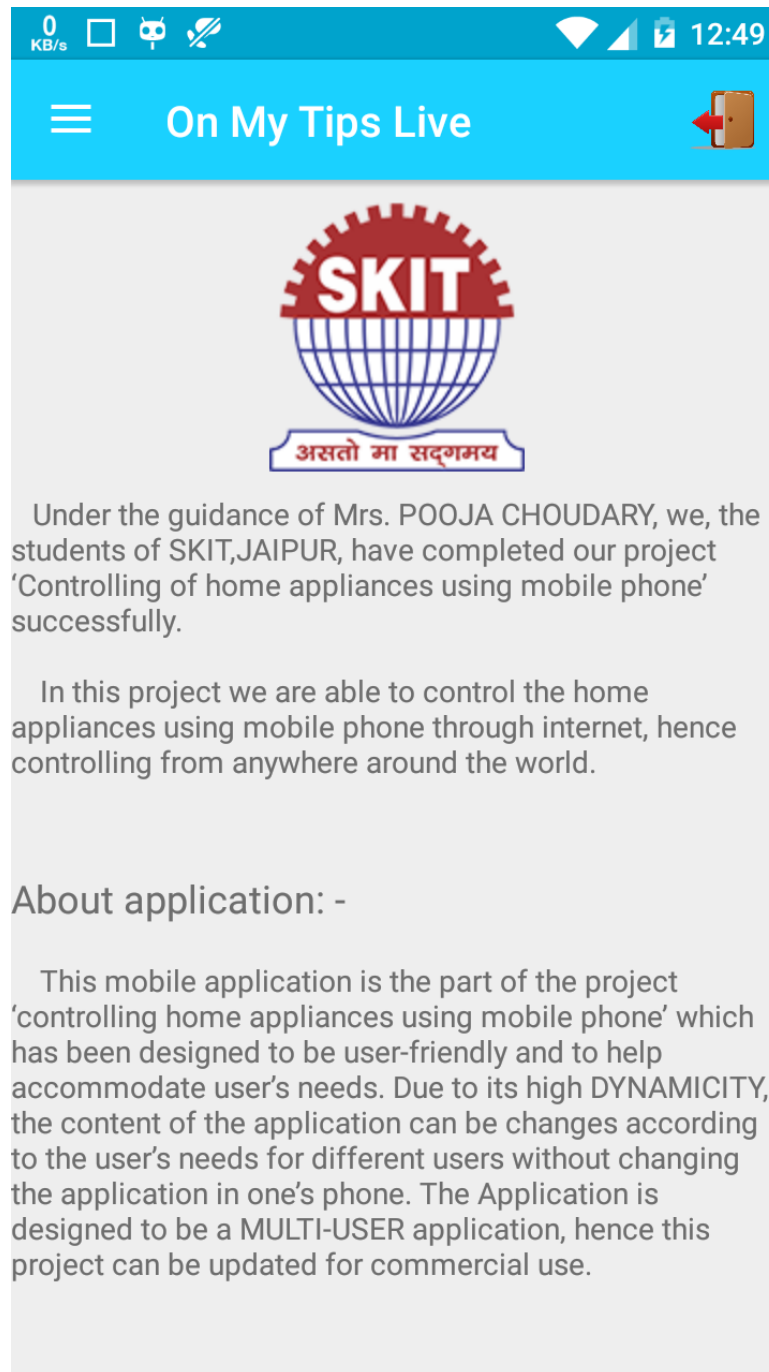 0
KB/s
12:49
On My Tips Live
SKIT
असतो मा सद्गमय
Under the guidance of Mrs. POOJA CHOUDARY, we, the
students of SKIT,JAIPUR, have completed our project
‘Controlling of home appliances using mobile phone’
successfully.
In this project we are able to control the home
appliances using mobile phone through internet, hence
controlling from anywhere around the world.
About application: -
This mobile application is the part of the project
‘controlling home appliances using mobile phone’ which
has been designed to be user-friendly and to help
accommodate user’s needs. Due to its high DYNAMICITY,
the content of the application can be changes according
to the user’s needs for different users without changing
the application in one’s phone. The Application is
designed to be a MULTI-USER application, hence this
project can be updated for commercial use.